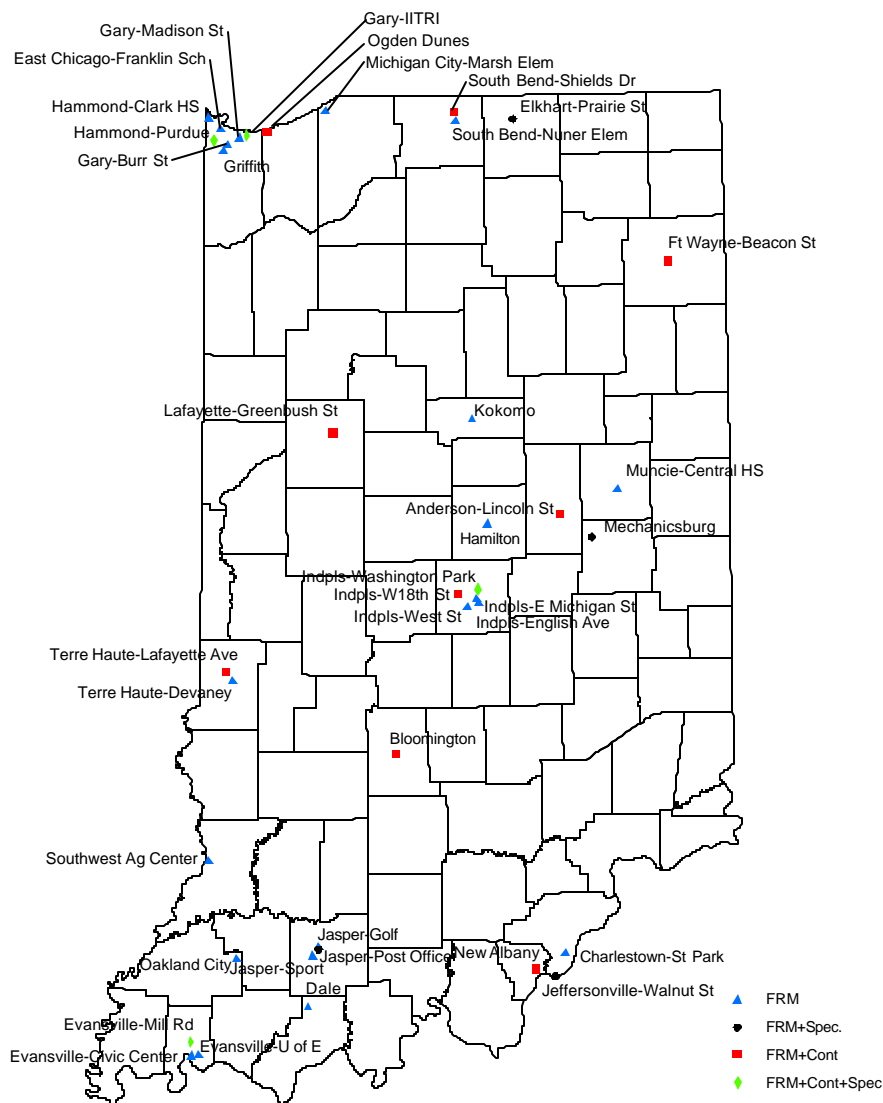 Gary-IITRI
Gary-Madison St
Ogden Dunes
East Chicago-Franklin Sch
Michigan City-Marsh Elem
South Bend-Shields Dr
Hammond-Clark HS
Elkhart-Prairie St
Hammond-Purdue
South Bend-Nuner Elem
Gary-Burr St
Griffith
Ft Wayne-Beacon St
Lafayette-Greenbush St
Kokomo
Muncie-Central HS
Anderson-Lincoln St
Mechanicsburg
Hamilton
Indpls-Washington Park
Indpls-W18th St
Indpls-E Michigan St
Indpls-West St
Indpls-English Ave
Terre Haute-Lafayette Ave
Terre Haute-Devaney
Bloomington
Southwest Ag Center
Jasper-Golf
New Albany
Charlestown-St Park
Jasper-Post Office
Oakland City
Jasper-Sport
Dale
Jeffersonville-Walnut St
Evansville-Mill Rd
Evansville-U of E
Evansville-Civic Center
FRM
FRM+Spec.
FRM+Cont
FRM+Cont+Spec